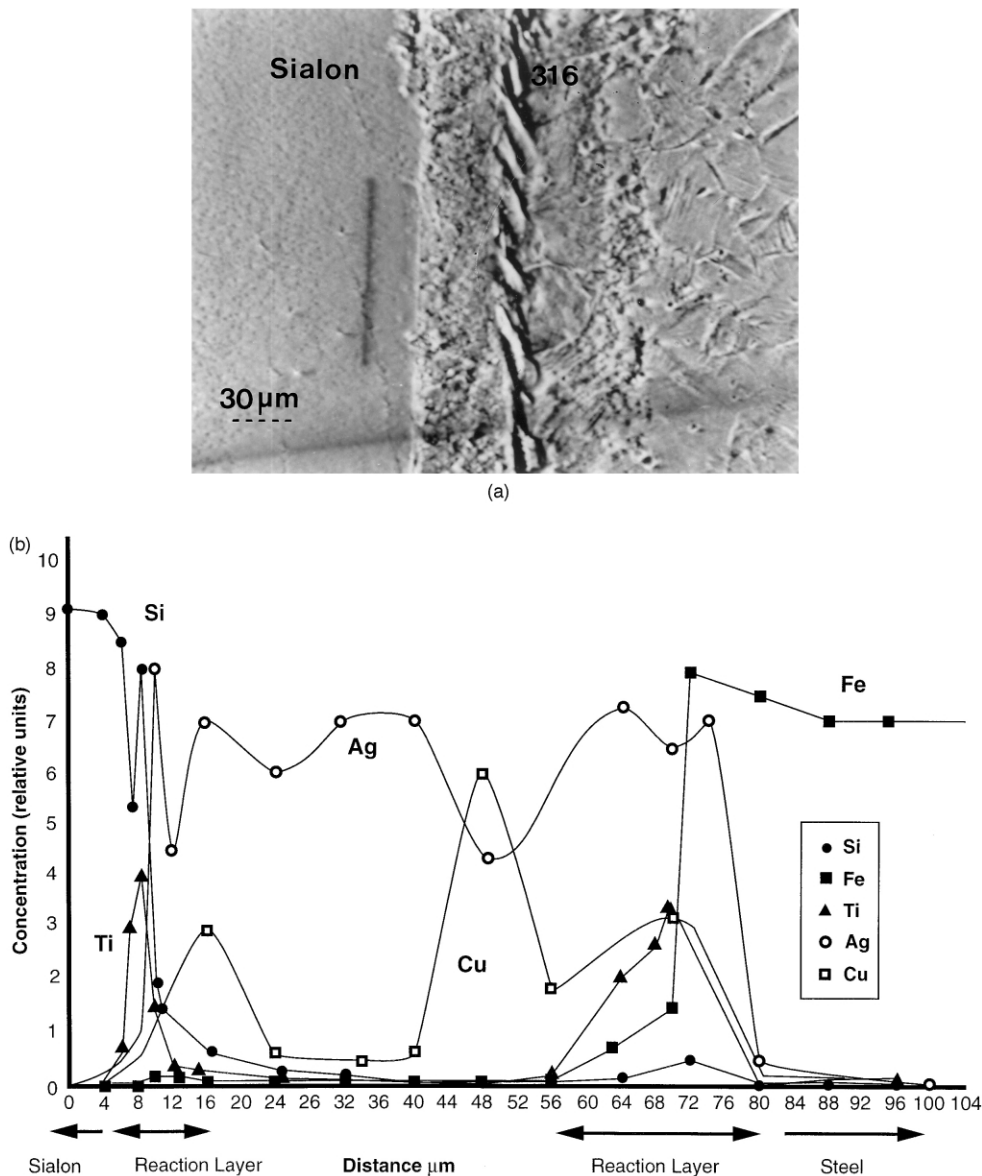 Sialon
316
30 µm
(a)
(b)
Concentration (relative units)
10
9
8
7
6
5
4
3
2
1
0
Si
Ti
Ag
Cu
Fe
Si
Fe
Ti
Ag
Cu
0 4 8 12 16 20 24 28 32 36 40 44 48 52 56 60 64 68 72 76 80 84 88 92 96 100 104
Sialon Reaction Layer Distance µm Reaction Layer Steel